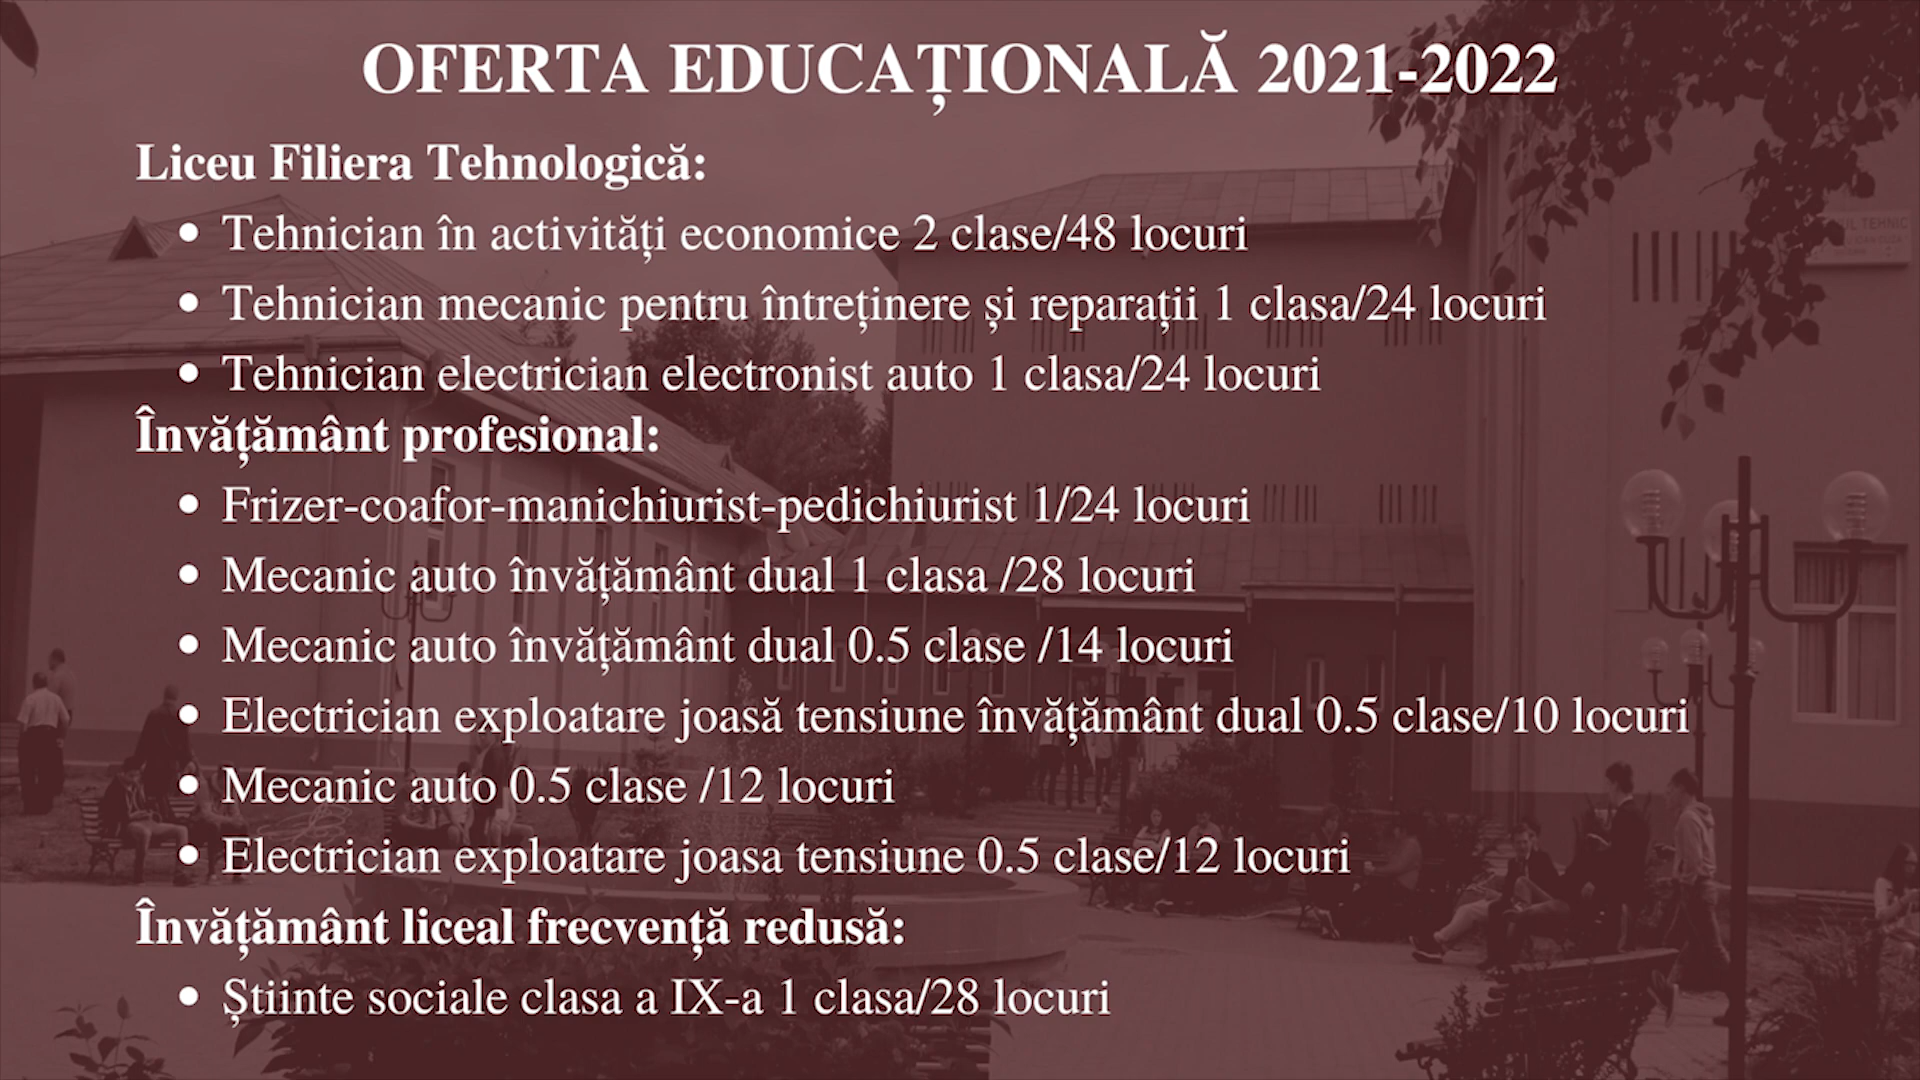 OFERTA EDUCAȚIONALĂ 2021-2022
Liceu Filiera Tehnologică:
• Tehnician în activități economice 2 clase/48 locuri
• Tehnician mecanic pentru întreținere și reparații 1 clasa/24 locuri
• Tehnician electrician electronist auto 1 clasa/24 locuri
Învățământ profesional:
• Frizer-coafor-manichiurist-pedichiurist 1/24 locuri
• Mecanic auto învățământ dual 1 clasa /28 locuri
• Mecanic auto învățământ dual 0.5 clase /14 locuri
• Electrician exploatare joasă tensiune învățământ dual 0.5 clase/10 locuri
• Mecanic auto 0.5 clase /12 locuri
• Electrician exploatare joasa tensiune 0.5 clase/12 locuri
Învățământ liceal frecvență redusă:
• Știinte sociale clasa a IX-a 1 clasa/28 locuri